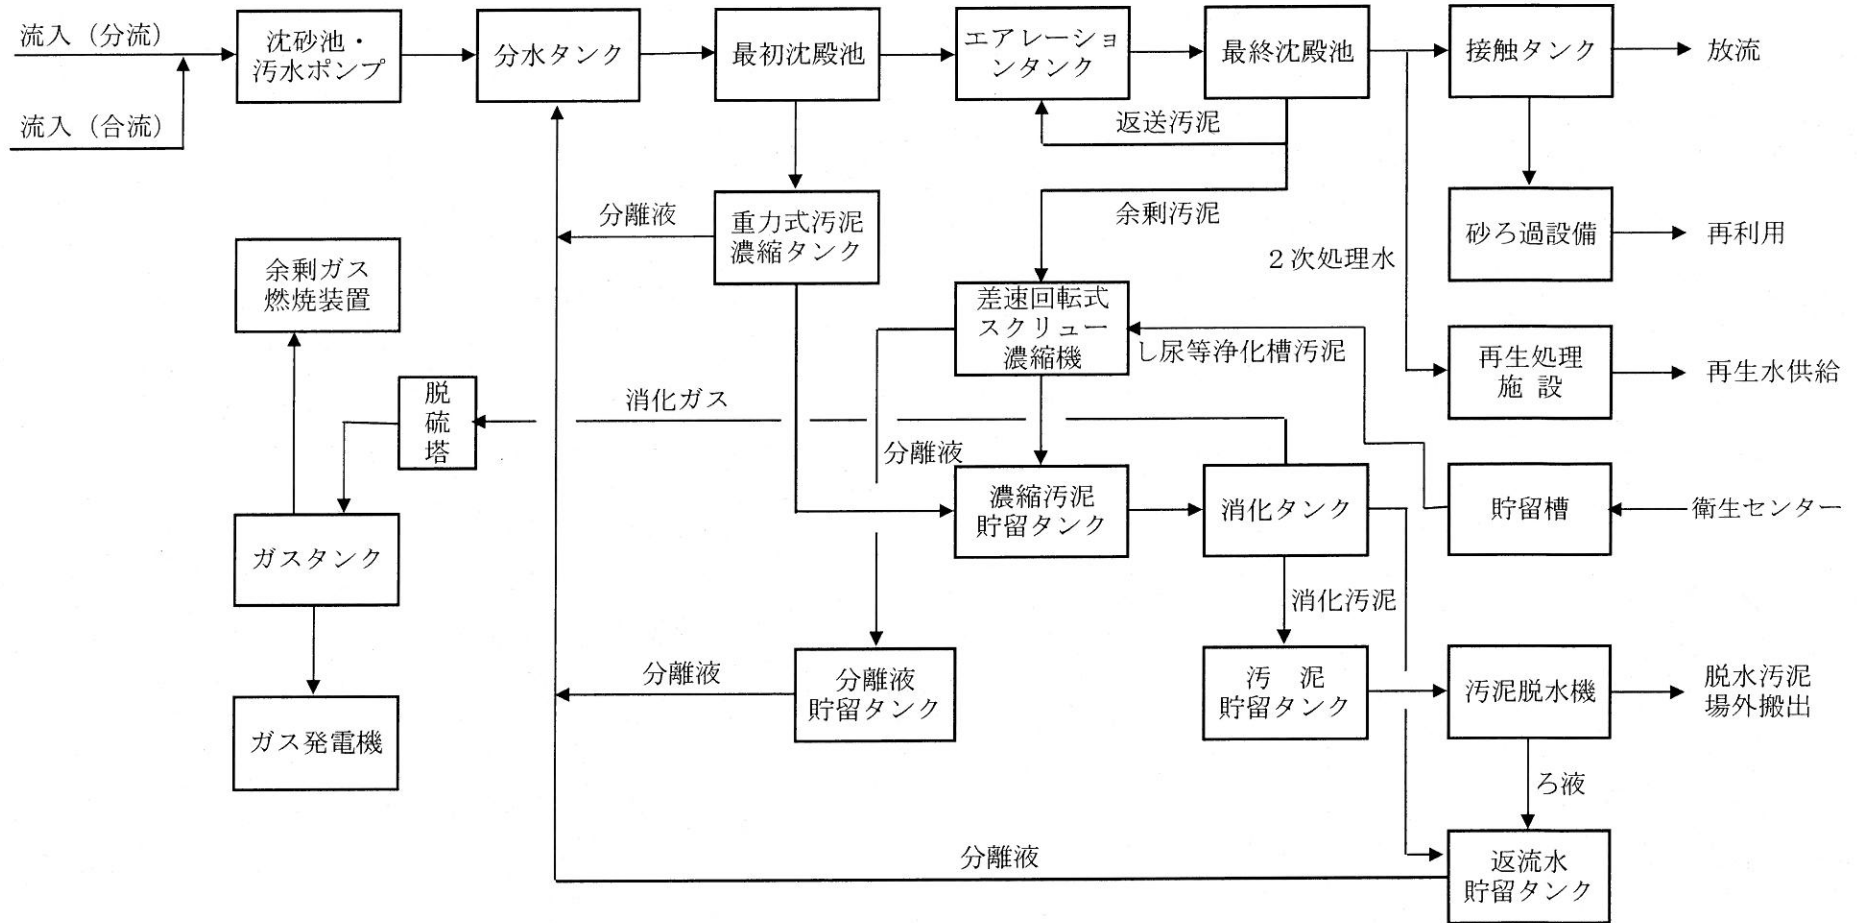 流入（分流）
流入（合流）
沈砂池・
汚水ポンプ
分水タンク
最初沈殿池
エアレーショ
ンタンク
最終沈殿池
接触タンク
放流
返送汚泥
余剰汚泥
２次処理水
分離液
重力式汚泥
濃縮タンク
砂ろ過設備
再利用
余剰ガス
燃焼装置
差速回転式
スクリュー
濃縮機
し尿等浄化槽汚泥
再生処理
施 設
再生水供給
脱
硫
塔
消化ガス
分離液
濃縮汚泥
貯留タンク
消化タンク
貯留槽
衛生センター
ガスタンク
消化汚泥
分離液
分離液
貯留タンク
汚 泥
貯留タンク
汚泥脱水機
脱水汚泥
場外搬出
ガス発電機
ろ液
分離液
返流水
貯留タンク